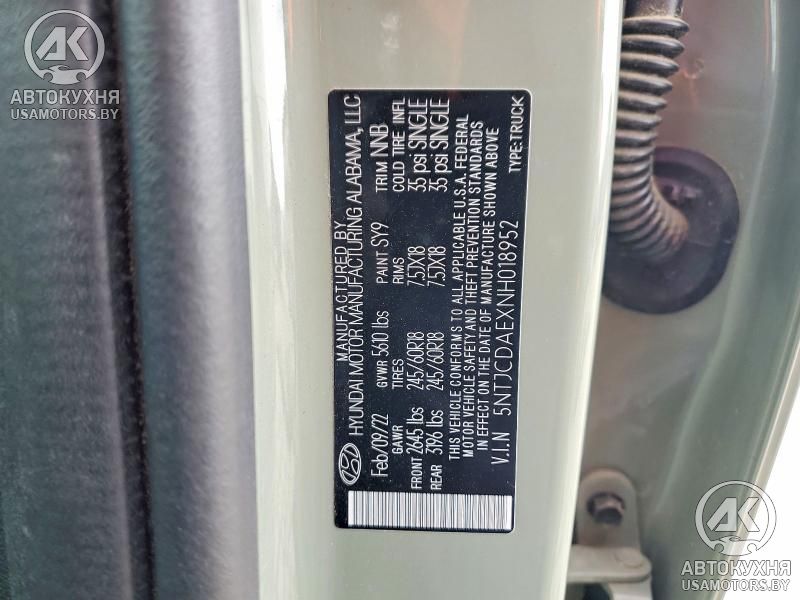 АК
АВТОКУХНЯ
USAMOTORS.BY
MANUFACTURED BY
HYUNDAI MOTOR MANUFACTURING ALABAMA, LLC
Feb/09/22 GVWR 5610 lbs PAINT SY9 TRIM NNB
GAWR TIRES RIMS COLD TIRE INFL
FRONT 2645 lbs 245/60R18 7.5JX18 35 psi SINGLE
REAR 3196 lbs 245/60R18 7.5JX18 35 psi SINGLE
THIS VEHICLE CONFORMS TO ALL APPLICABLE U.S.A. FEDERAL
MOTOR VEHICLE SAFETY AND THEFT PREVENTION STANDARDS
IN EFFECT ON THE DATE OF MANUFACTURE SHOWN ABOVE
V.I.N 5NTJCDAEXNH018952 TYPE:TRUCK
АК
АВТОКУХНЯ
USAMOTORS.BY